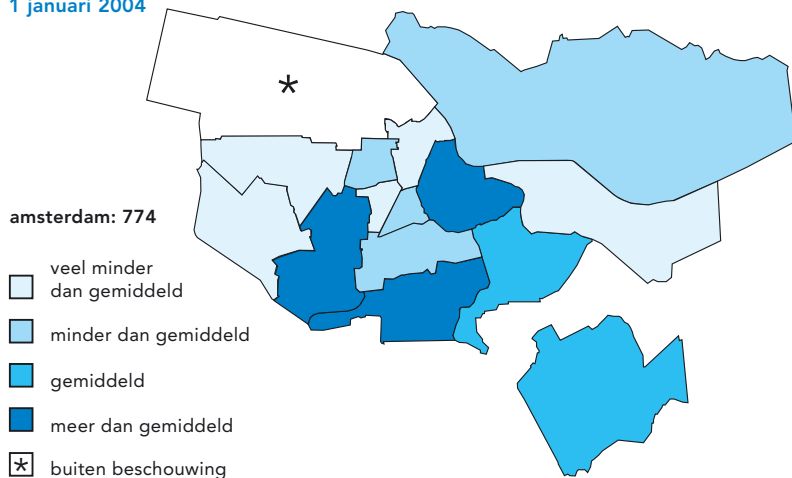 1 januari 2004
*
amsterdam: 774
veel minder
dan gemiddeld
minder dan gemiddeld
gemiddeld
meer dan gemiddeld
* buiten beschouwing